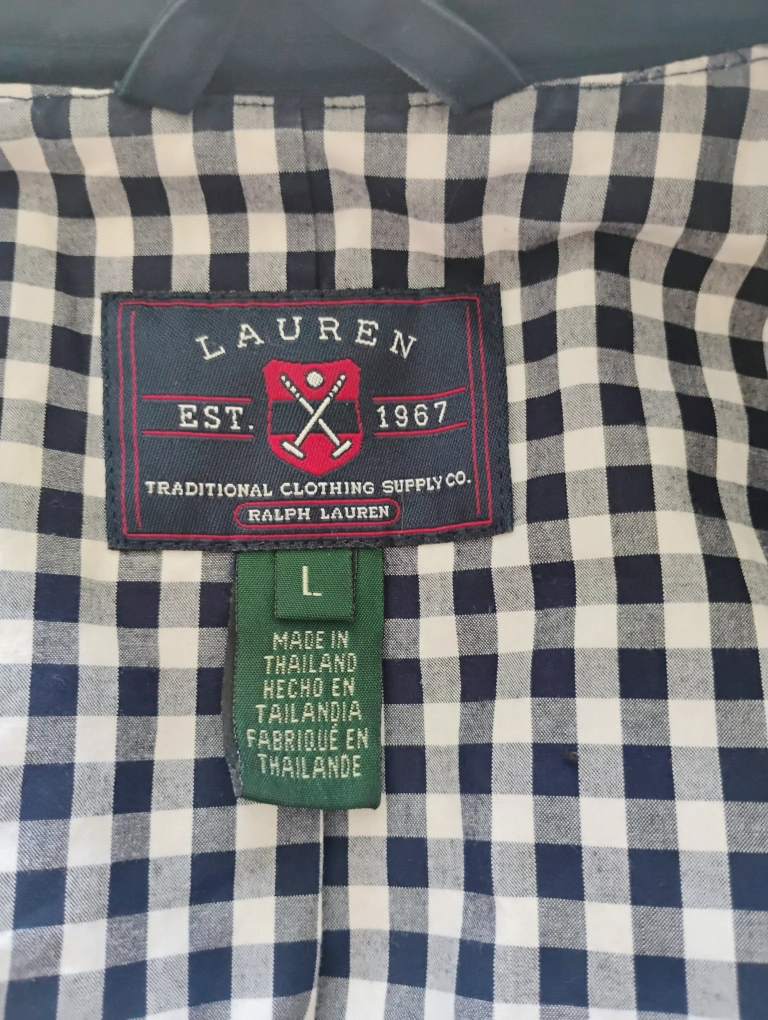 LAUREN
EST. 1967
TRADITIONAL CLOTHING SUPPLY CO.
RALPH LAUREN
L
MADE IN
THAILAND
HECHO EN
TAILANDIA
FABRIQUÉ EN
THAILANDE